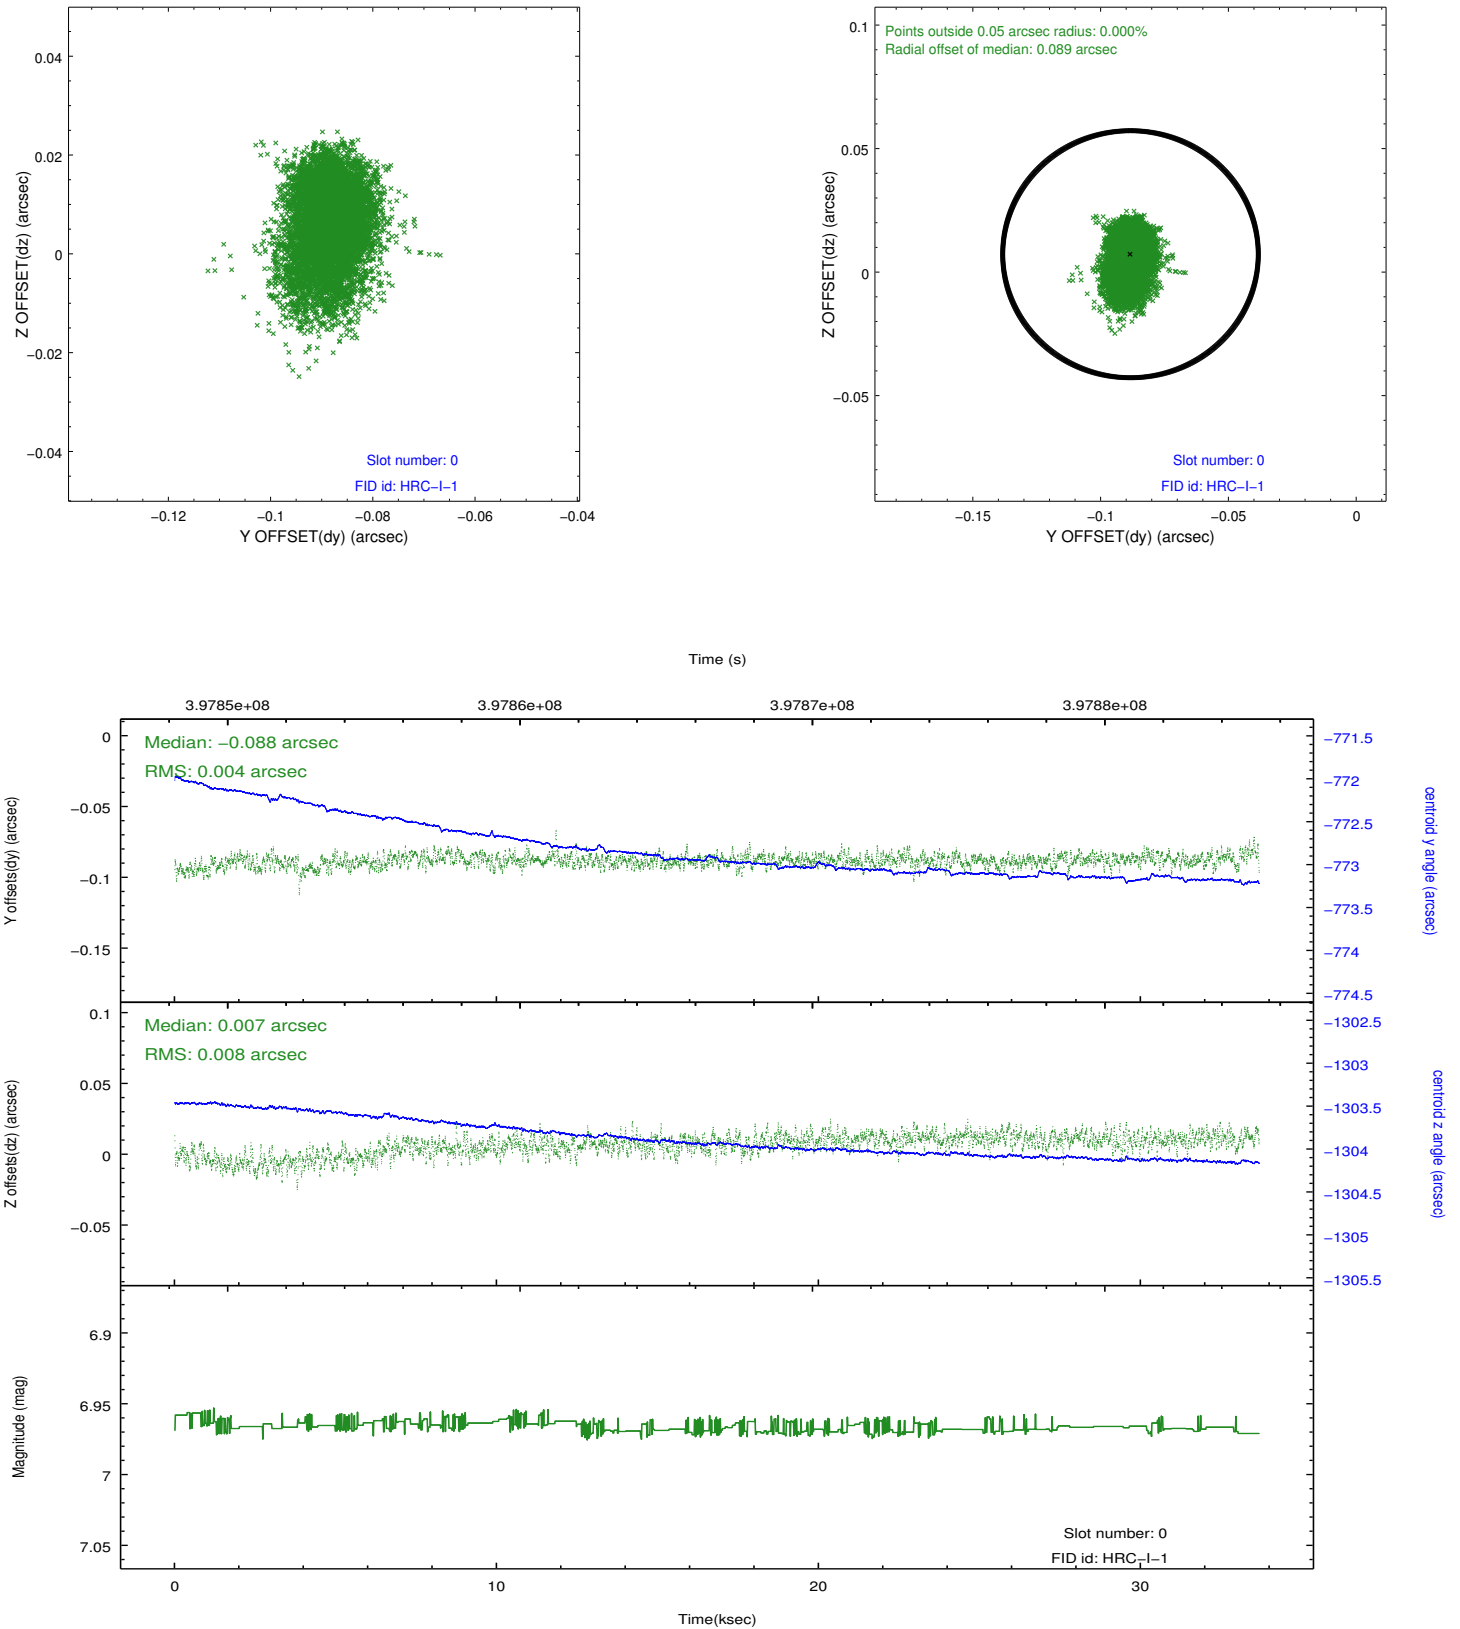 0.04
0.02
0
−0.02
−0.04
Z OFFSET(dz) (arcsec)
Slot number: 0
FID id: HRC−I−1
−0.12
−0.1
−0.08
−0.06
−0.04
Y OFFSET(dy) (arcsec)
Points outside 0.05 arcsec radius: 0.000%
Radial offset of median: 0.089 arcsec
0.1
0.05
0
−0.05
Z OFFSET(dz) (arcsec)
Slot number: 0
FID id: HRC−I−1
−0.15
−0.1
−0.05
0
Y OFFSET(dy) (arcsec)
Time (s)
3.9785e+08
3.9786e+08
3.9787e+08
3.9788e+08
Median: −0.088 arcsec
RMS: 0.004 arcsec
0
−0.05
−0.1
−0.15
Y offsets(dy) (arcsec)
−771.5
−772
−772.5
−773
−773.5
−774
−774.5
centroid y angle (arcsec)
Median: 0.007 arcsec
RMS: 0.008 arcsec
0.1
0.05
0
−0.05
Z offsets(dz) (arcsec)
−1302.5
−1303
−1303.5
−1304
−1304.5
−1305
−1305.5
centroid z angle (arcsec)
6.9
6.95
7
7.05
Magnitude (mag)
Slot number: 0
FID id: HRC−I−1
0
10
20
30
Time(ksec)